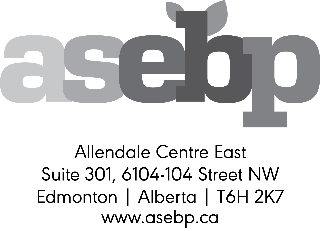 asebp
Allendale Centre East
Suite 301, 6104-104 Street NW
Edmonton | Alberta | T6H 2K7
www.asebp.ca